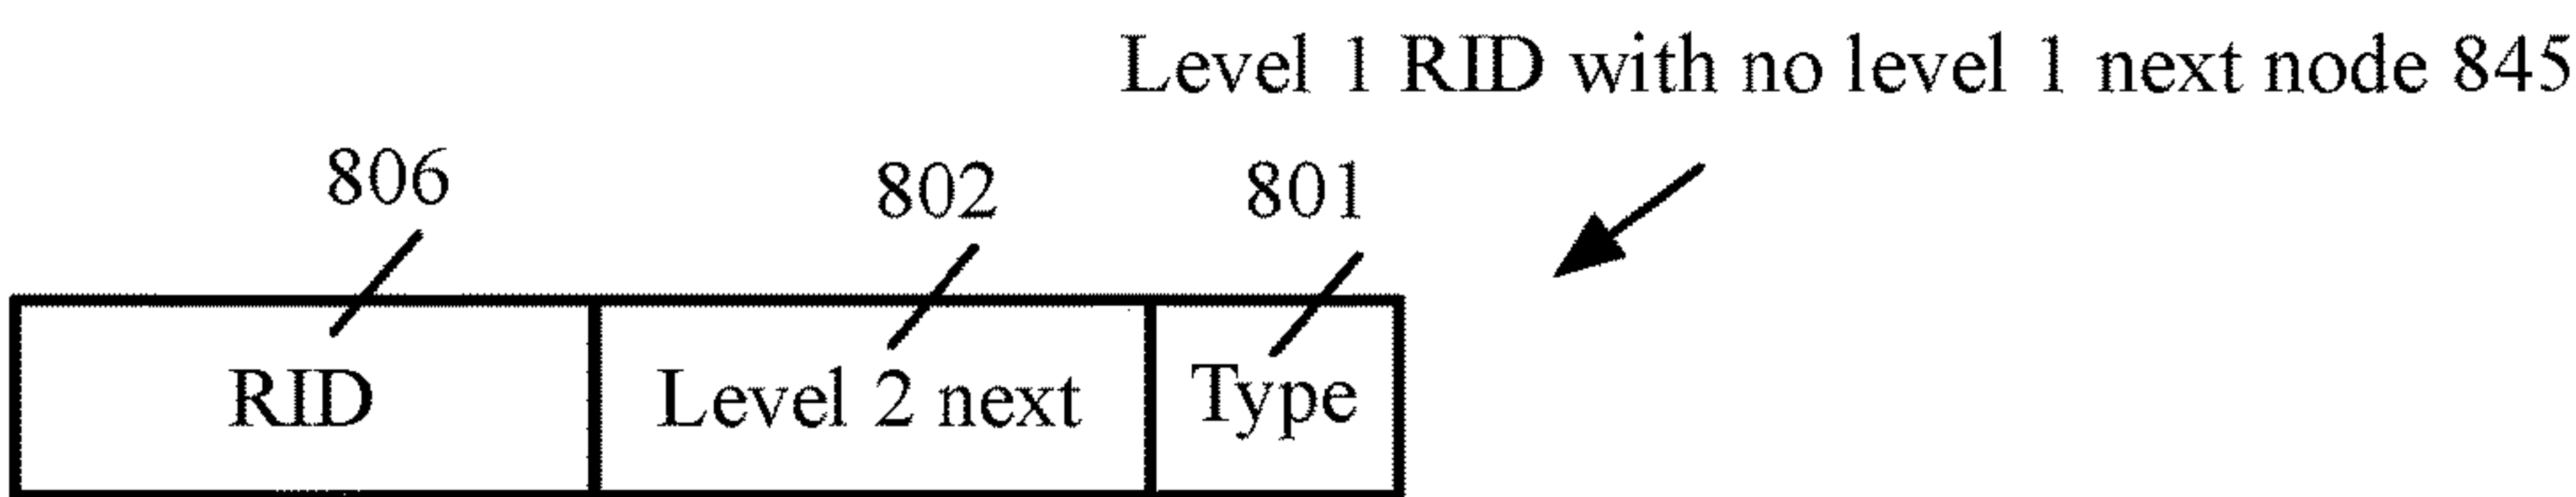 Level 1 RID with no level 1 next node 845
806 802 801
RID Level 2 next Type